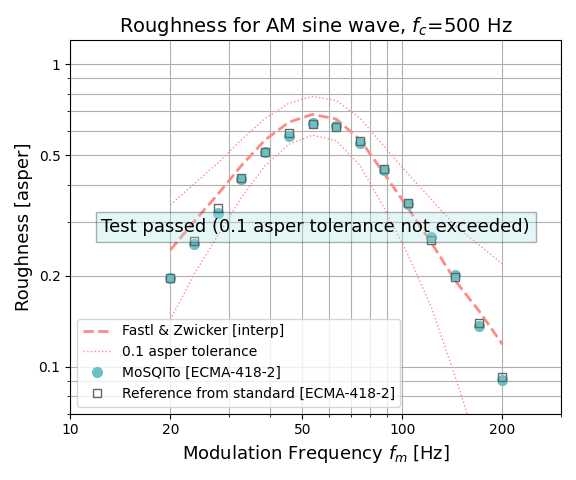 Roughness for AM sine wave, f_c=500 Hz
Roughness [asper]
1
0.5
0.2
0.1
Test passed (0.1 asper tolerance not exceeded)
Fastl & Zwicker [interp]
0.1 asper tolerance
MoSQITo [ECMA-418-2]
Reference from standard [ECMA-418-2]
10 20 50 100 200
Modulation Frequency f_m [Hz]